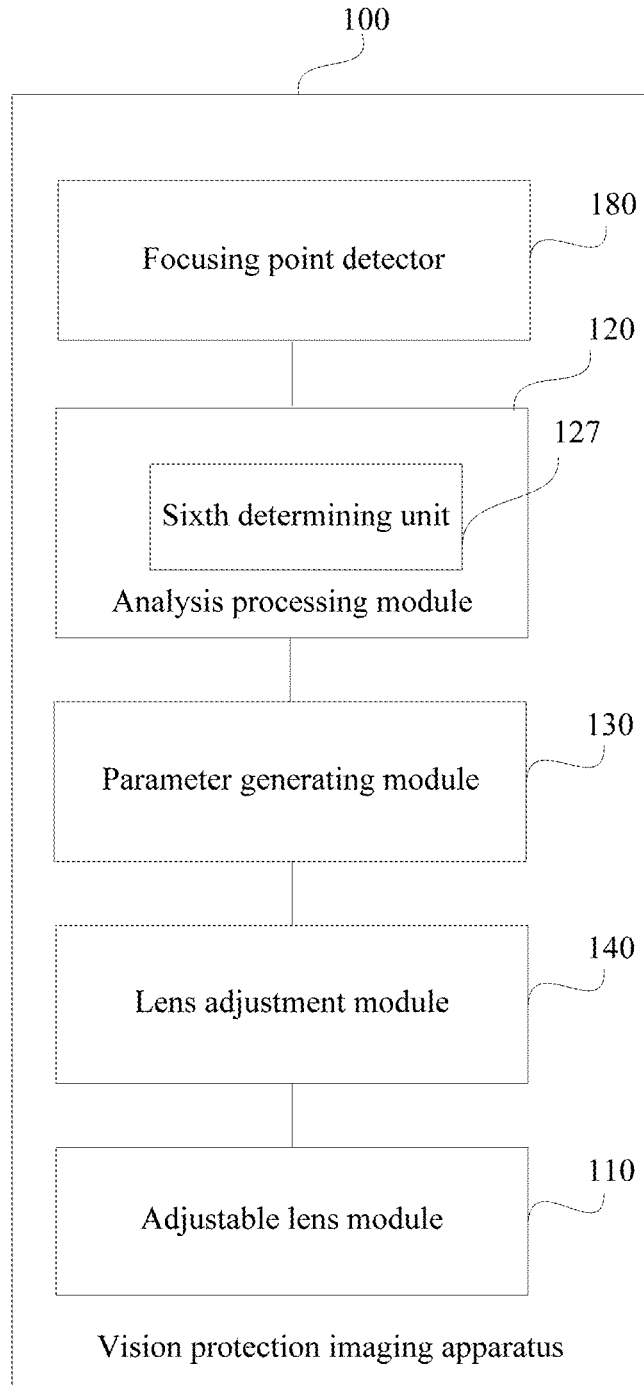 100
Focusing point detector
180
120
127
Sixth determining unit
Analysis processing module
130
Parameter generating module
140
Lens adjustment module
110
Adjustable lens module
Vision protection imaging apparatus